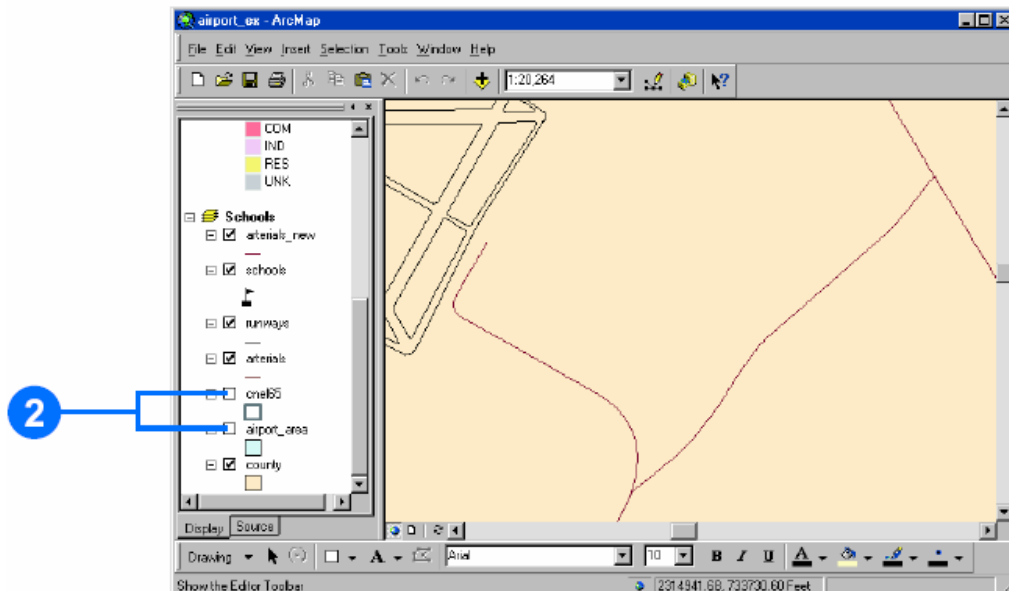 airport_ex - ArcMap
File Edit View Insert Selection Tools Window Help
1:20,264
COM
IND
RES
UNK
Schools
arterials_new
schools
runways
arterials
cnel65
airport_area
county
2
Display Source
Drawing A Arial 10 B I U A
Show the Editor Toolbar
2314941.68, 733730.60 Feet